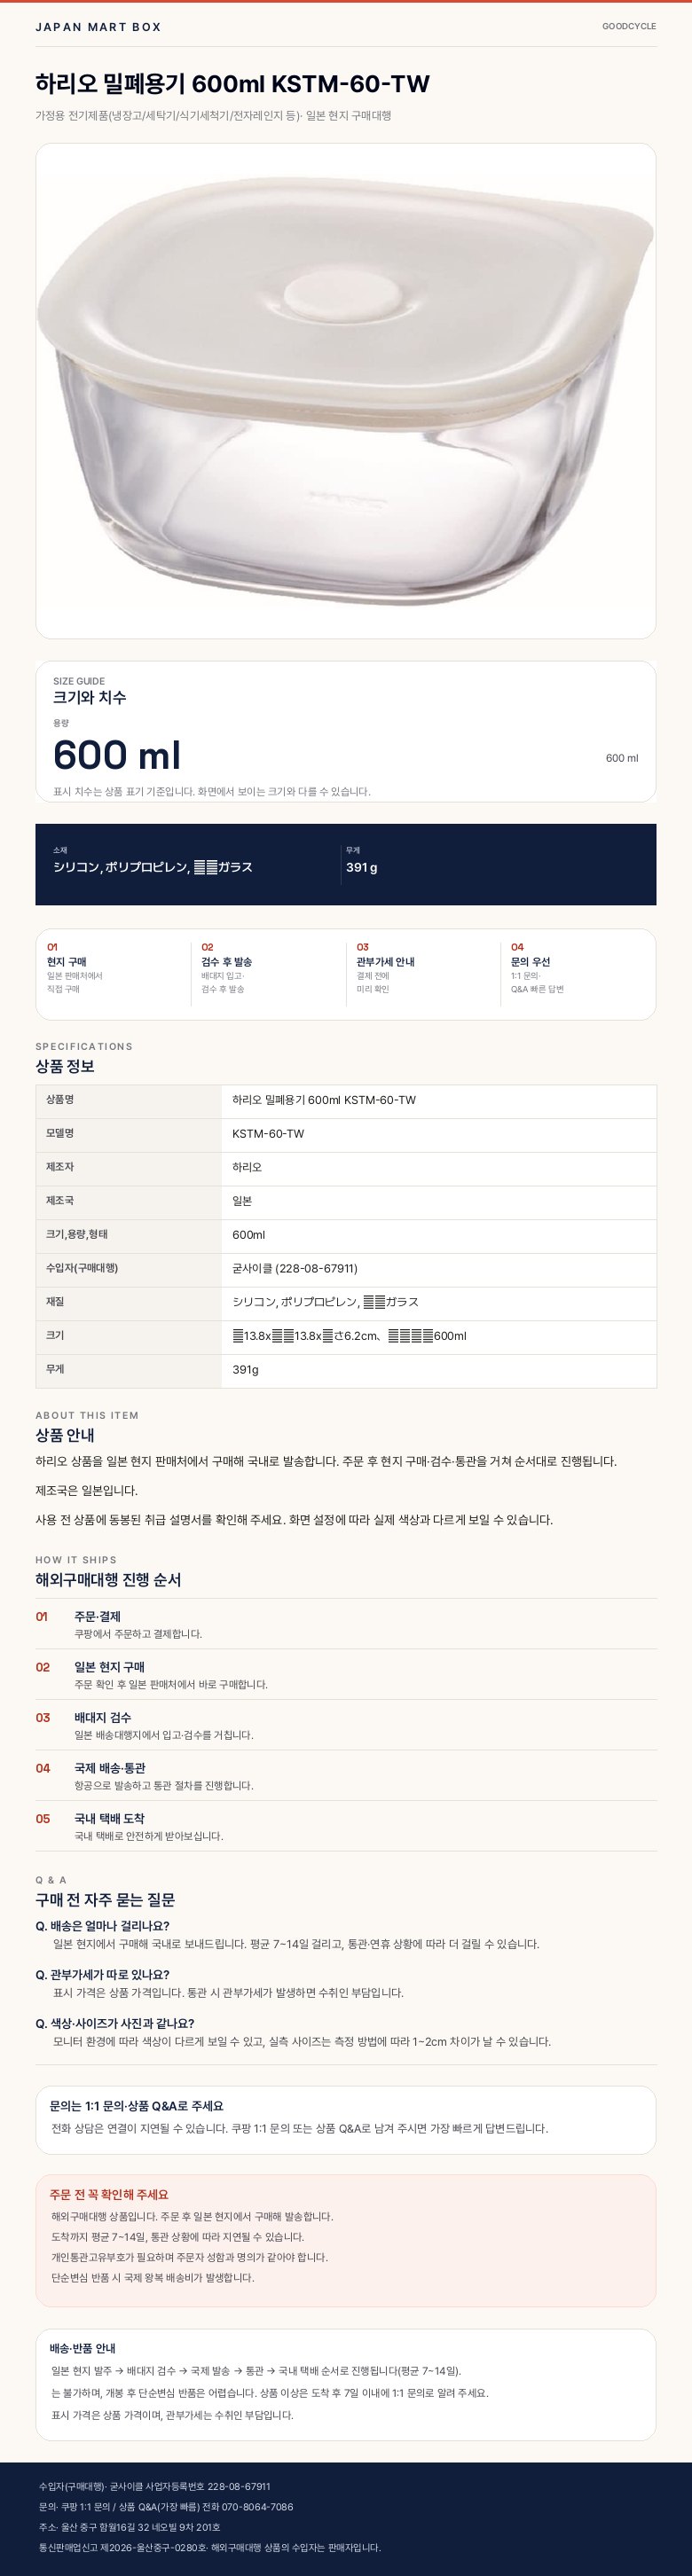 JAPAN MART BOX
GOODCYCLE
하리오 밀폐용기 600ml KSTM-60-TW
가정용 전기제품(냉장고/세탁기/식기세척기/전자레인지 등)· 일본 현지 구매대행
SIZE GUIDE
크기와 치수
용량
600 ml
600 ml
표시 치수는 상품 표기 기준입니다. 화면에서 보이는 크기와 다를 수 있습니다.
소재
シリコン, ポリプロピレン, ガラス
무게
391 g
01
현지 구매
일본 판매처에서
직접 구매
02
검수 후 발송
배대지 입고·
검수 후 발송
03
관부가세 안내
결제 전에
미리 확인
04
문의 우선
1:1 문의·
Q&A 빠른 답변
SPECIFICATIONS
상품 정보
상품명 하리오 밀폐용기 600ml KSTM-60-TW
모델명 KSTM-60-TW
제조자 하리오
제조국 일본
크기,용량,형태 600ml
수입자(구매대행) 굳사이클 (228-08-67911)
재질 シリコン, ポリプロピレン, ガラス
크기 13.8x13.8xさ6.2cm、600ml
무게 391g
ABOUT THIS ITEM
상품 안내
하리오 상품을 일본 현지 판매처에서 구매해 국내로 발송합니다. 주문 후 현지 구매·검수·통관을 거쳐 순서대로 진행됩니다.
제조국은 일본입니다.
사용 전 상품에 동봉된 취급 설명서를 확인해 주세요. 화면 설정에 따라 실제 색상과 다르게 보일 수 있습니다.
HOW IT SHIPS
해외구매대행 진행 순서
01 주문·결제
쿠팡에서 주문하고 결제합니다.
02 일본 현지 구매
주문 확인 후 일본 판매처에서 바로 구매합니다.
03 배대지 검수
일본 배송대행지에서 입고·검수를 거칩니다.
04 국제 배송·통관
항공으로 발송하고 통관 절차를 진행합니다.
05 국내 택배 도착
국내 택배로 안전하게 받아보십니다.
Q & A
구매 전 자주 묻는 질문
Q. 배송은 얼마나 걸리나요?
일본 현지에서 구매해 국내로 보내드립니다. 평균 7~14일 걸리고, 통관·연휴 상황에 따라 더 걸릴 수 있습니다.
Q. 관부가세가 따로 있나요?
표시 가격은 상품 가격입니다. 통관 시 관부가세가 발생하면 수취인 부담입니다.
Q. 색상·사이즈가 사진과 같나요?
모니터 환경에 따라 색상이 다르게 보일 수 있고, 실측 사이즈는 측정 방법에 따라 1~2cm 차이가 날 수 있습니다.
문의는 1:1 문의·상품 Q&A로 주세요
전화 상담은 연결이 지연될 수 있습니다. 쿠팡 1:1 문의 또는 상품 Q&A로 남겨 주시면 가장 빠르게 답변드립니다.
주문 전 꼭 확인해 주세요
해외구매대행 상품입니다. 주문 후 일본 현지에서 구매해 발송합니다.
도착까지 평균 7~14일, 통관 상황에 따라 지연될 수 있습니다.
개인통관고유부호가 필요하며 주문자 성함과 명의가 같아야 합니다.
단순변심 반품 시 국제 왕복 배송비가 발생합니다.
배송·반품 안내
일본 현지 발주 → 배대지 검수 → 국제 발송 → 통관 → 국내 택배 순서로 진행됩니다(평균 7~14일).
는 불가하며, 개봉 후 단순변심 반품은 어렵습니다. 상품 이상은 도착 후 7일 이내에 1:1 문의로 알려 주세요.
표시 가격은 상품 가격이며, 관부가세는 수취인 부담입니다.
수입자(구매대행)· 굳사이클 사업자등록번호 228-08-67911
문의· 쿠팡 1:1 문의 / 상품 Q&A(가장 빠름) 전화 070-8064-7086
주소· 울산 중구 함월16길 32 네오빌 9차 201호
통신판매업신고 제2026-울산중구-0280호· 해외구매대행 상품의 수입자는 판매자입니다.